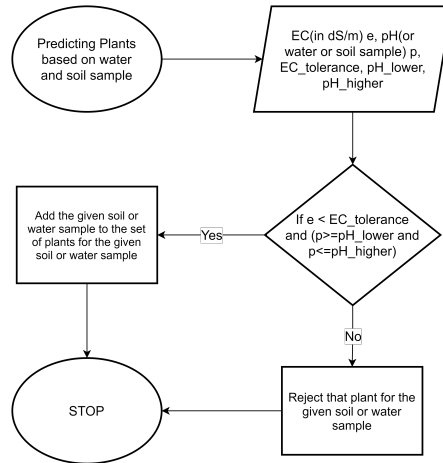 Predicting Plants
based on water
and soil sample
EC(in dS/m) e, pH(or
water or soil sample) p,
EC_tolerance, pH_lower,
pH_higher
If e < EC_tolerance
and (p>=pH_lower and
p<=pH_higher)
Yes
Add the given soil or
water sample to the set
of plants for the given
soil or water sample
No
Reject that plant for the
given soil or water
sample
STOP